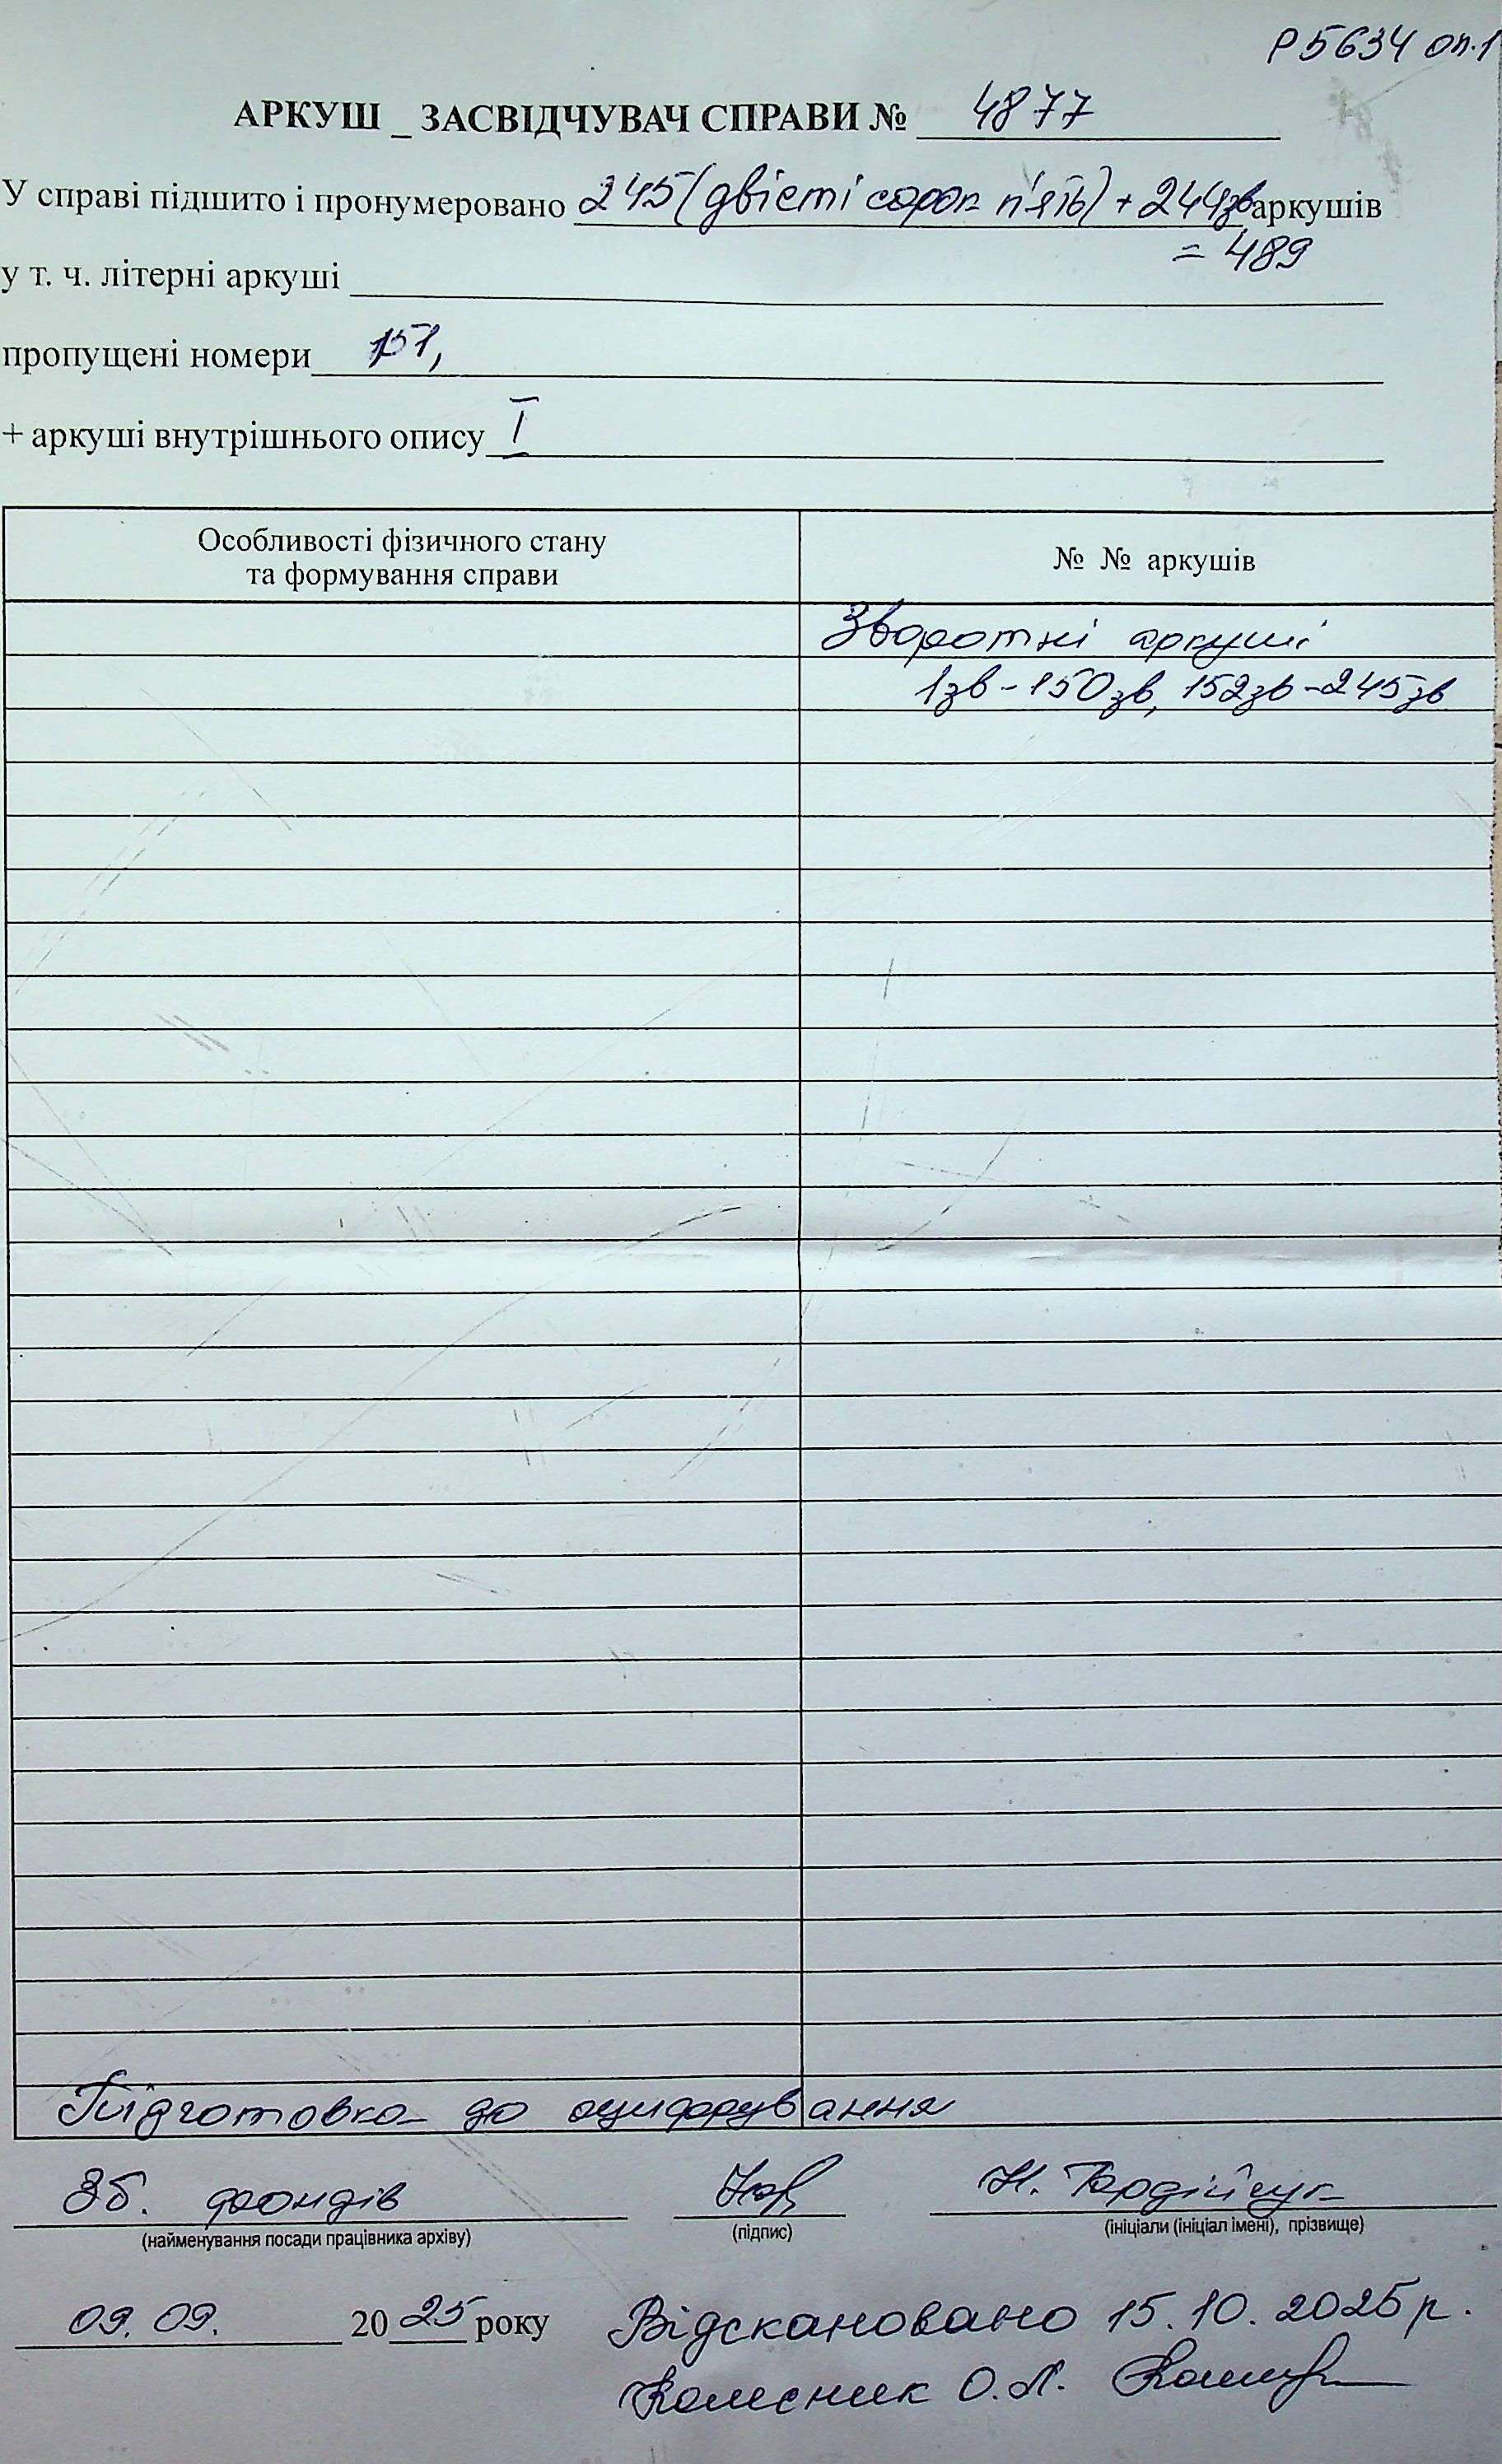 Р5634 оп.1
АРКУШ _ ЗАСВІДЧУВАЧ СПРАВИ № 4877
У справі підшито і пронумеровано 245 (двісті сорок п'ять) + 244зв аркушів
= 489
у т. ч. літерні аркуші
пропущені номери 151,
+ аркуші внутрішнього опису I
Особливості фізичного стану
та формування справи
№ № аркушів
Зворотні аркуші
1зв - 150зв, 152зв - 245зв
Підготовка до оцифрування
Зб. фондів Н. Гордійчук
(найменування посади працівника архіву) (підпис) (ініціали (ініціал імені), прізвище)
09. 09. 2025 року
Відскановано 15.10.2025 р.
Колесник О.Л.